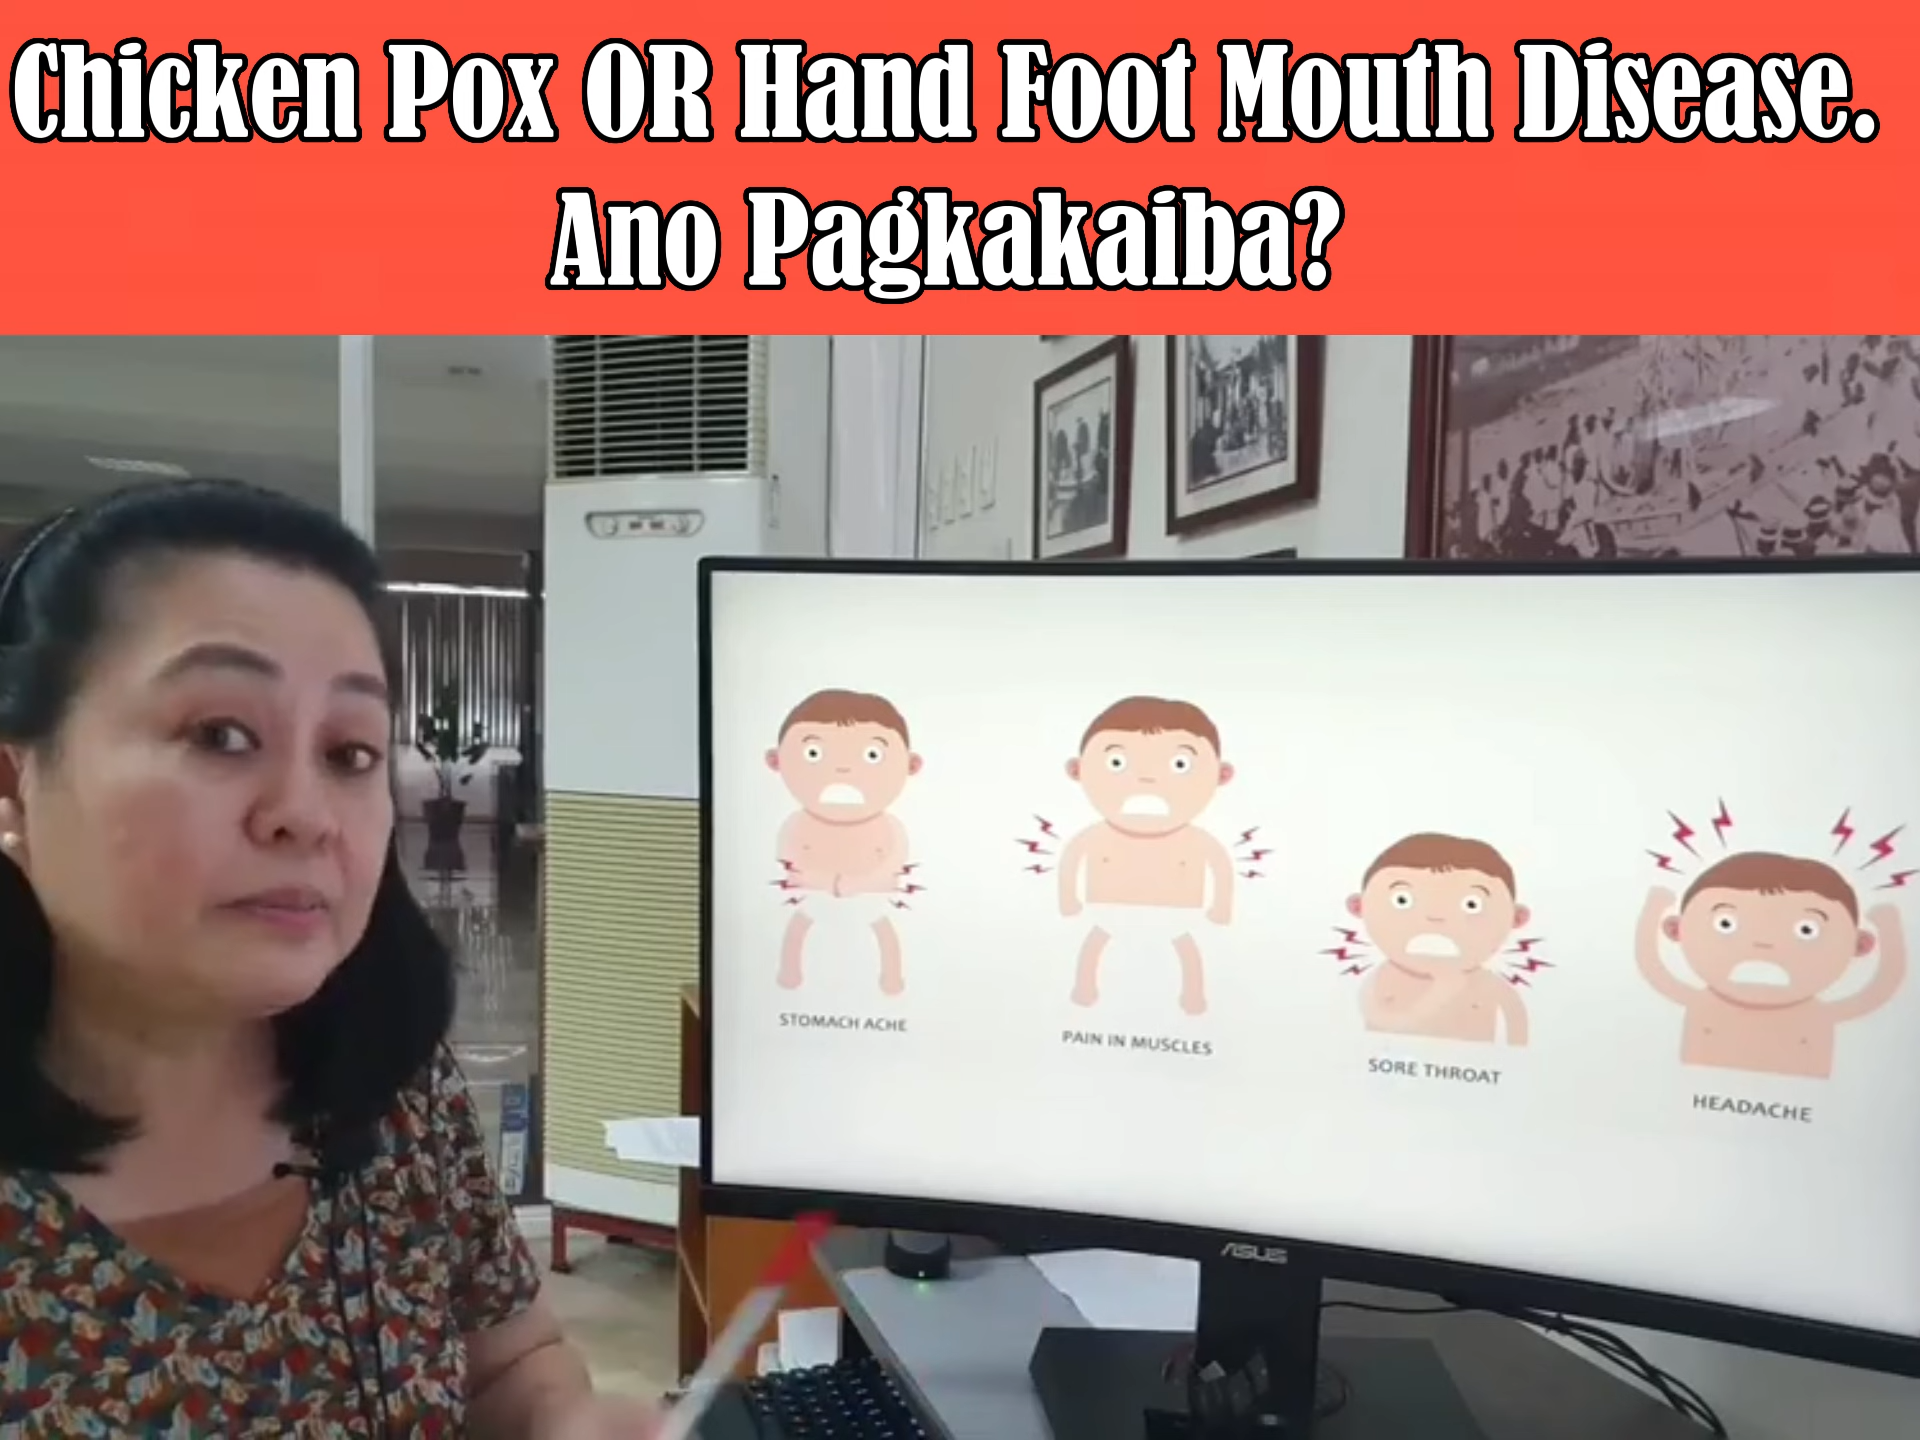 Chicken Pox OR Hand Foot Mouth Disease.
Ano Pagkakaiba?
STOMACH ACHE
PAIN IN MUSCLES
SORE THROAT
HEADACHE
ASUS